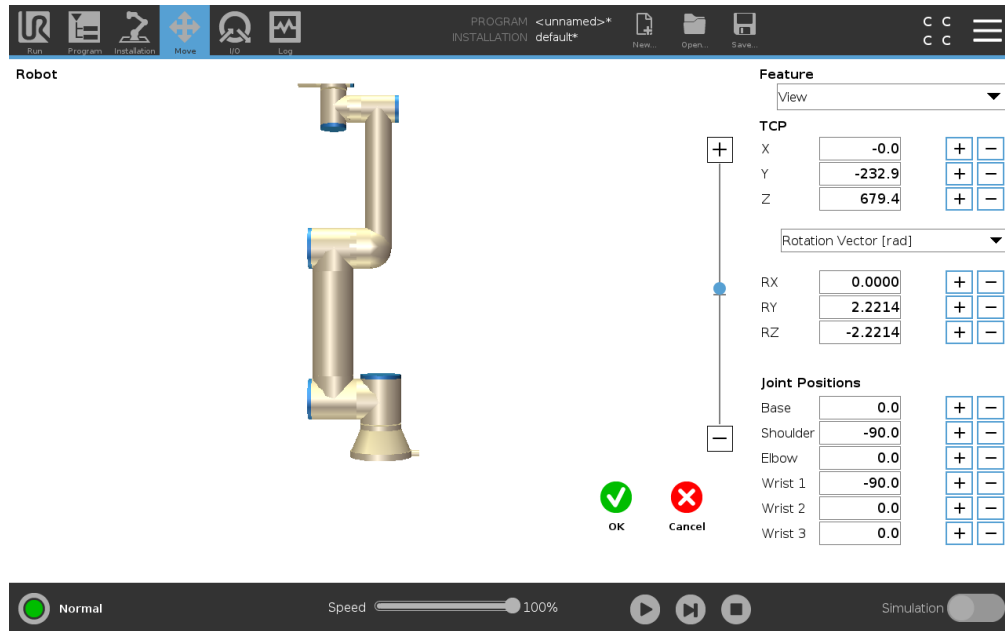 UR
Run
Program
Installation
Move
I/O
Log
PROGRAM <unnamed>*
INSTALLATION default*
New...
Open...
Save...
C C
C C
Robot
Feature
View
TCP
X -0.0 + −
Y -232.9 + −
Z 679.4 + −
Rotation Vector [rad]
RX 0.0000 + −
RY 2.2214 + −
RZ -2.2214 + −
Joint Positions
Base 0.0 + −
Shoulder -90.0 + −
Elbow 0.0 + −
Wrist 1 -90.0 + −
Wrist 2 0.0 + −
Wrist 3 0.0 + −
+
−
OK
Cancel
Normal
Speed 100%
Simulation